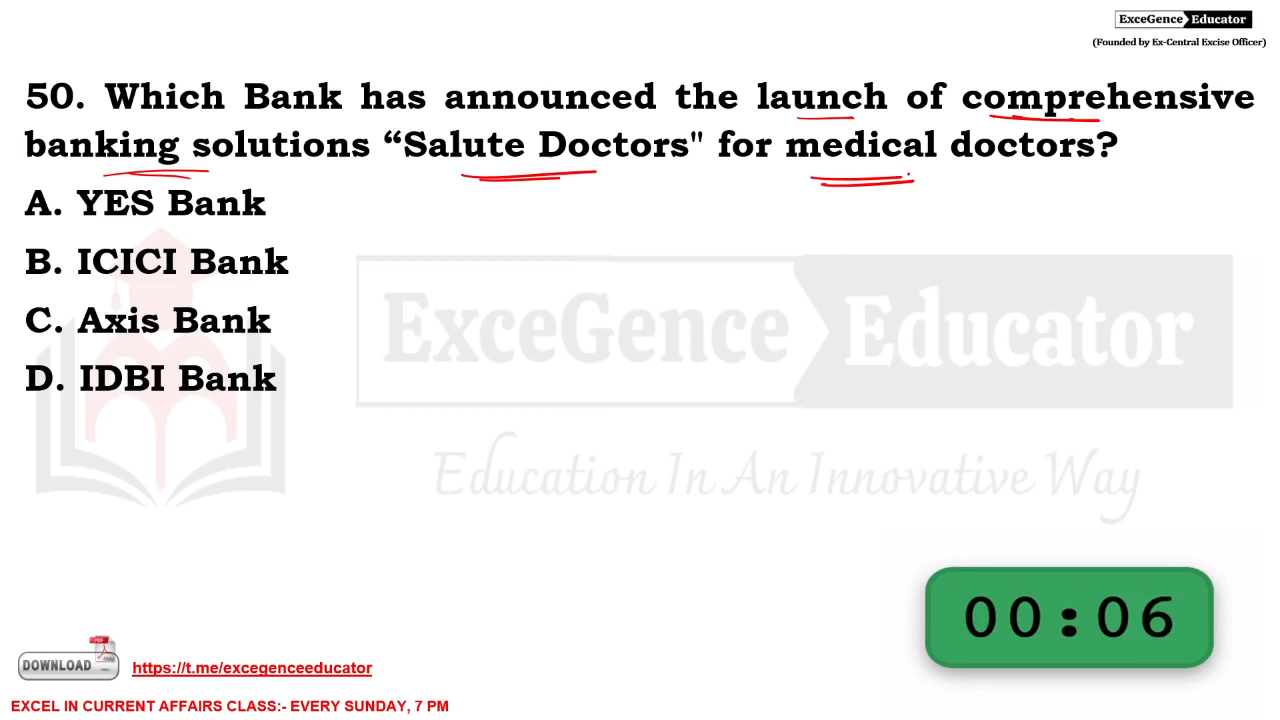 ExceGence Educator
(Founded by Ex-Central Excise Officer)
50. Which Bank has announced the launch of comprehensive
banking solutions “Salute Doctors" for medical doctors?
A. YES Bank
B. ICICI Bank
C. Axis Bank
D. IDBI Bank
ExceGence Educator
Education In An Innovative Way
00:06
PDF
DOWNLOAD
https://t.me/excegenceeducator
EXCEL IN CURRENT AFFAIRS CLASS:- EVERY SUNDAY, 7 PM